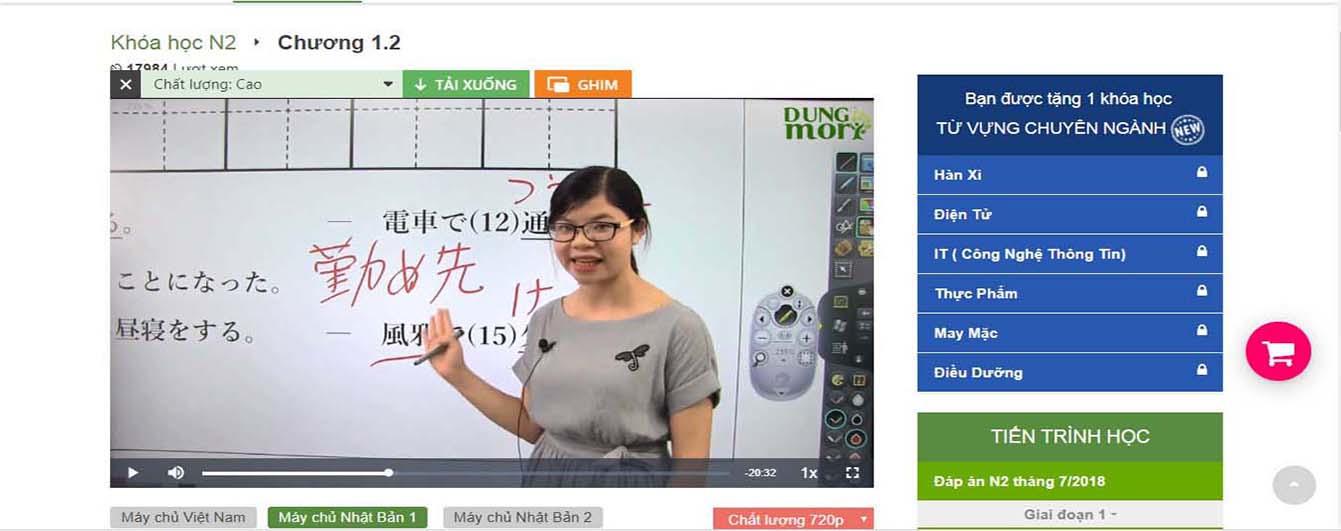 Khóa học N2 ‣ Chương 1.2
17984 Lượt xem
Chất lượng: Cao
TẢI XUỐNG
GHIM
DUNG
mori
る。
電車で(12)通
勤め先
ことになった。
け
昼寝をする。
風邪で(15)
-20:32
1x
Máy chủ Việt Nam
Máy chủ Nhật Bản 1
Máy chủ Nhật Bản 2
Chất lượng 720p
Bạn được tặng 1 khóa học
TỪ VỰNG CHUYÊN NGÀNH NEW
Hàn Xì
Điện Tử
IT ( Công Nghệ Thông Tin)
Thực Phẩm
May Mặc
Điều Dưỡng
TIẾN TRÌNH HỌC
Đáp án N2 tháng 7/2018
Giai đoạn 1